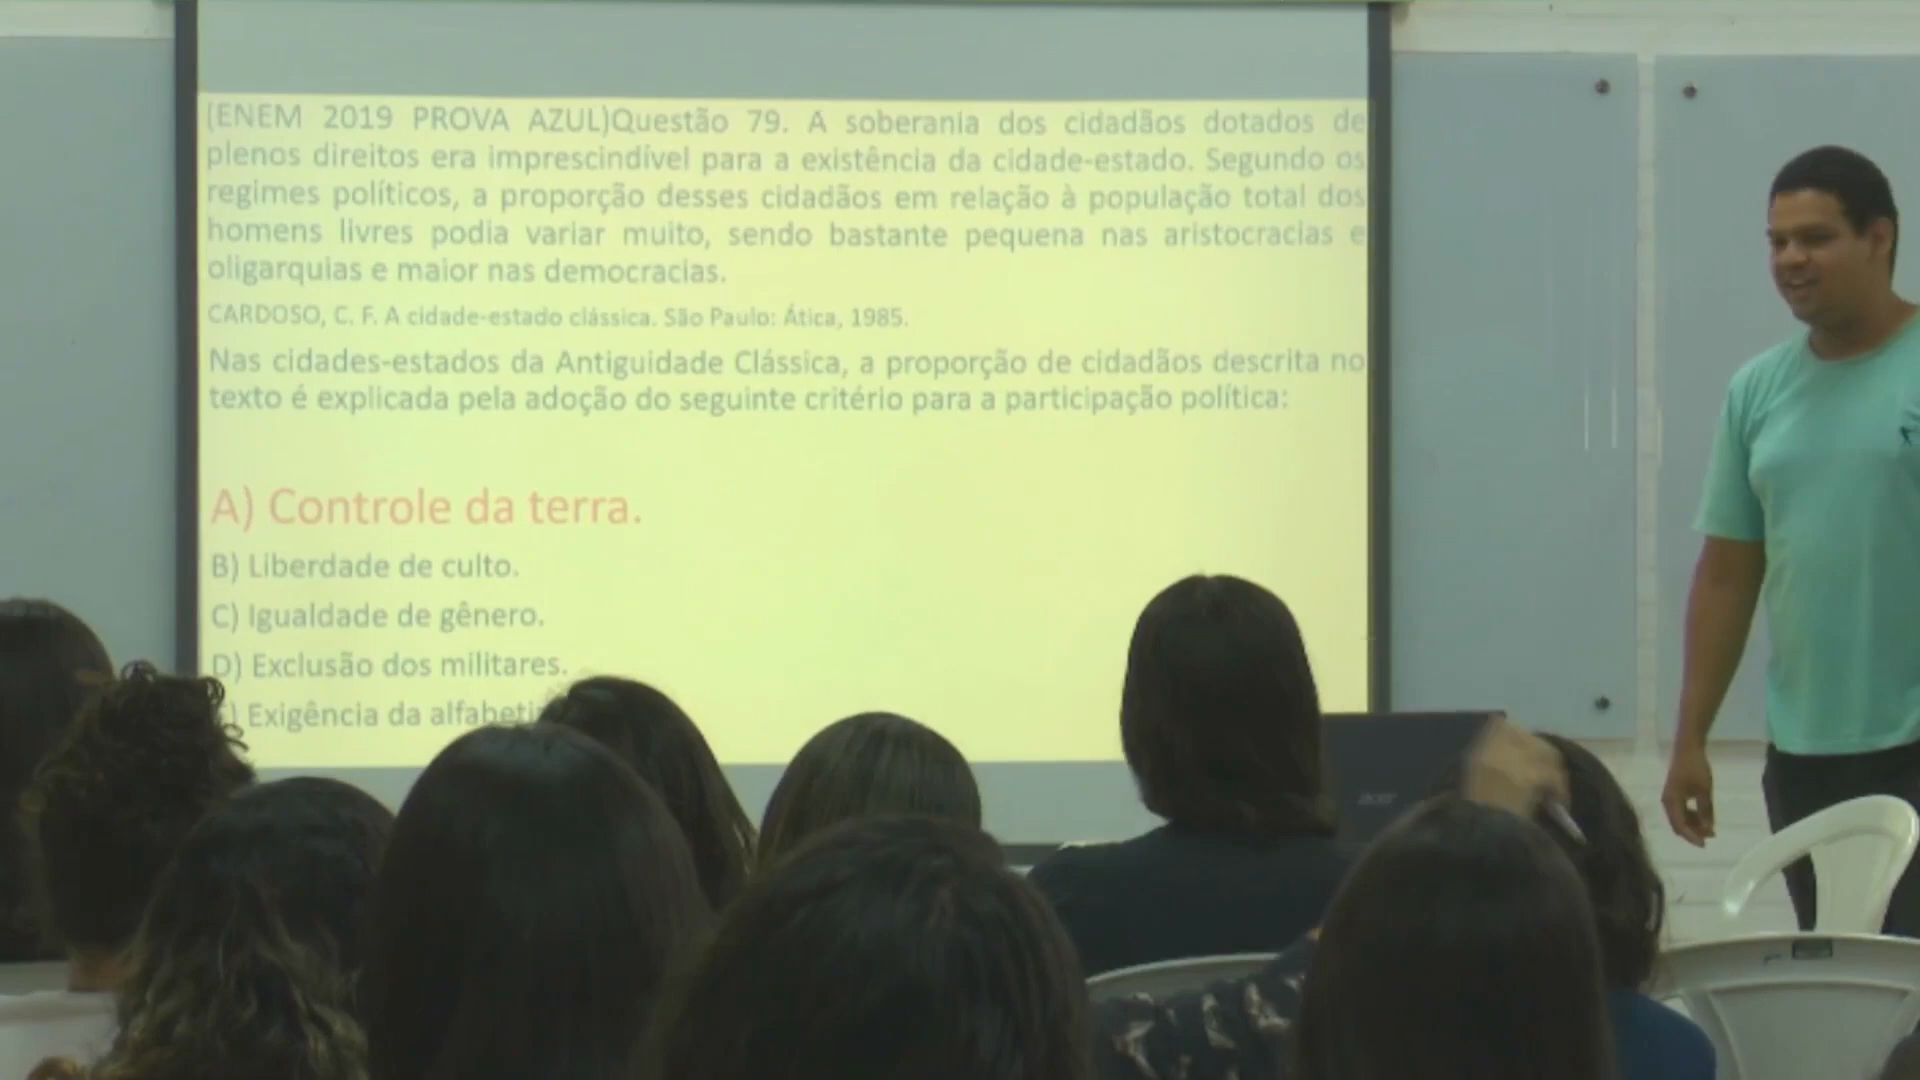 (ENEM 2019 PROVA AZUL)Questão 79. A soberania dos cidadãos dotados de
plenos direitos era imprescindível para a existência da cidade-estado. Segundo os
regimes políticos, a proporção desses cidadãos em relação à população total dos
homens livres podia variar muito, sendo bastante pequena nas aristocracias e
oligarquias e maior nas democracias.
CARDOSO, C. F. A cidade-estado clássica. São Paulo: Ática, 1985.
Nas cidades-estados da Antiguidade Clássica, a proporção de cidadãos descrita no
texto é explicada pela adoção do seguinte critério para a participação política:
A) Controle da terra.
B) Liberdade de culto.
C) Igualdade de gênero.
D) Exclusão dos militares.
Exigência da
acer